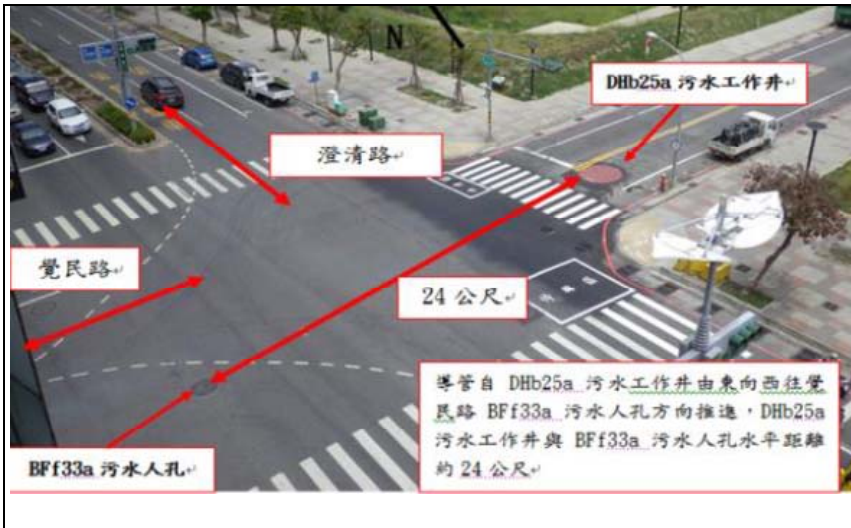 N
DHb25a 污水工作井
澄清路
覺民路
24 公尺
BFf33a 污水人孔
導管自 DHb25a 污水工作井由東向西往覺
民路 BFf33a 污水人孔方向推進，DHb25a
污水工作井與 BFf33a 污水人孔水平距離
約 24 公尺